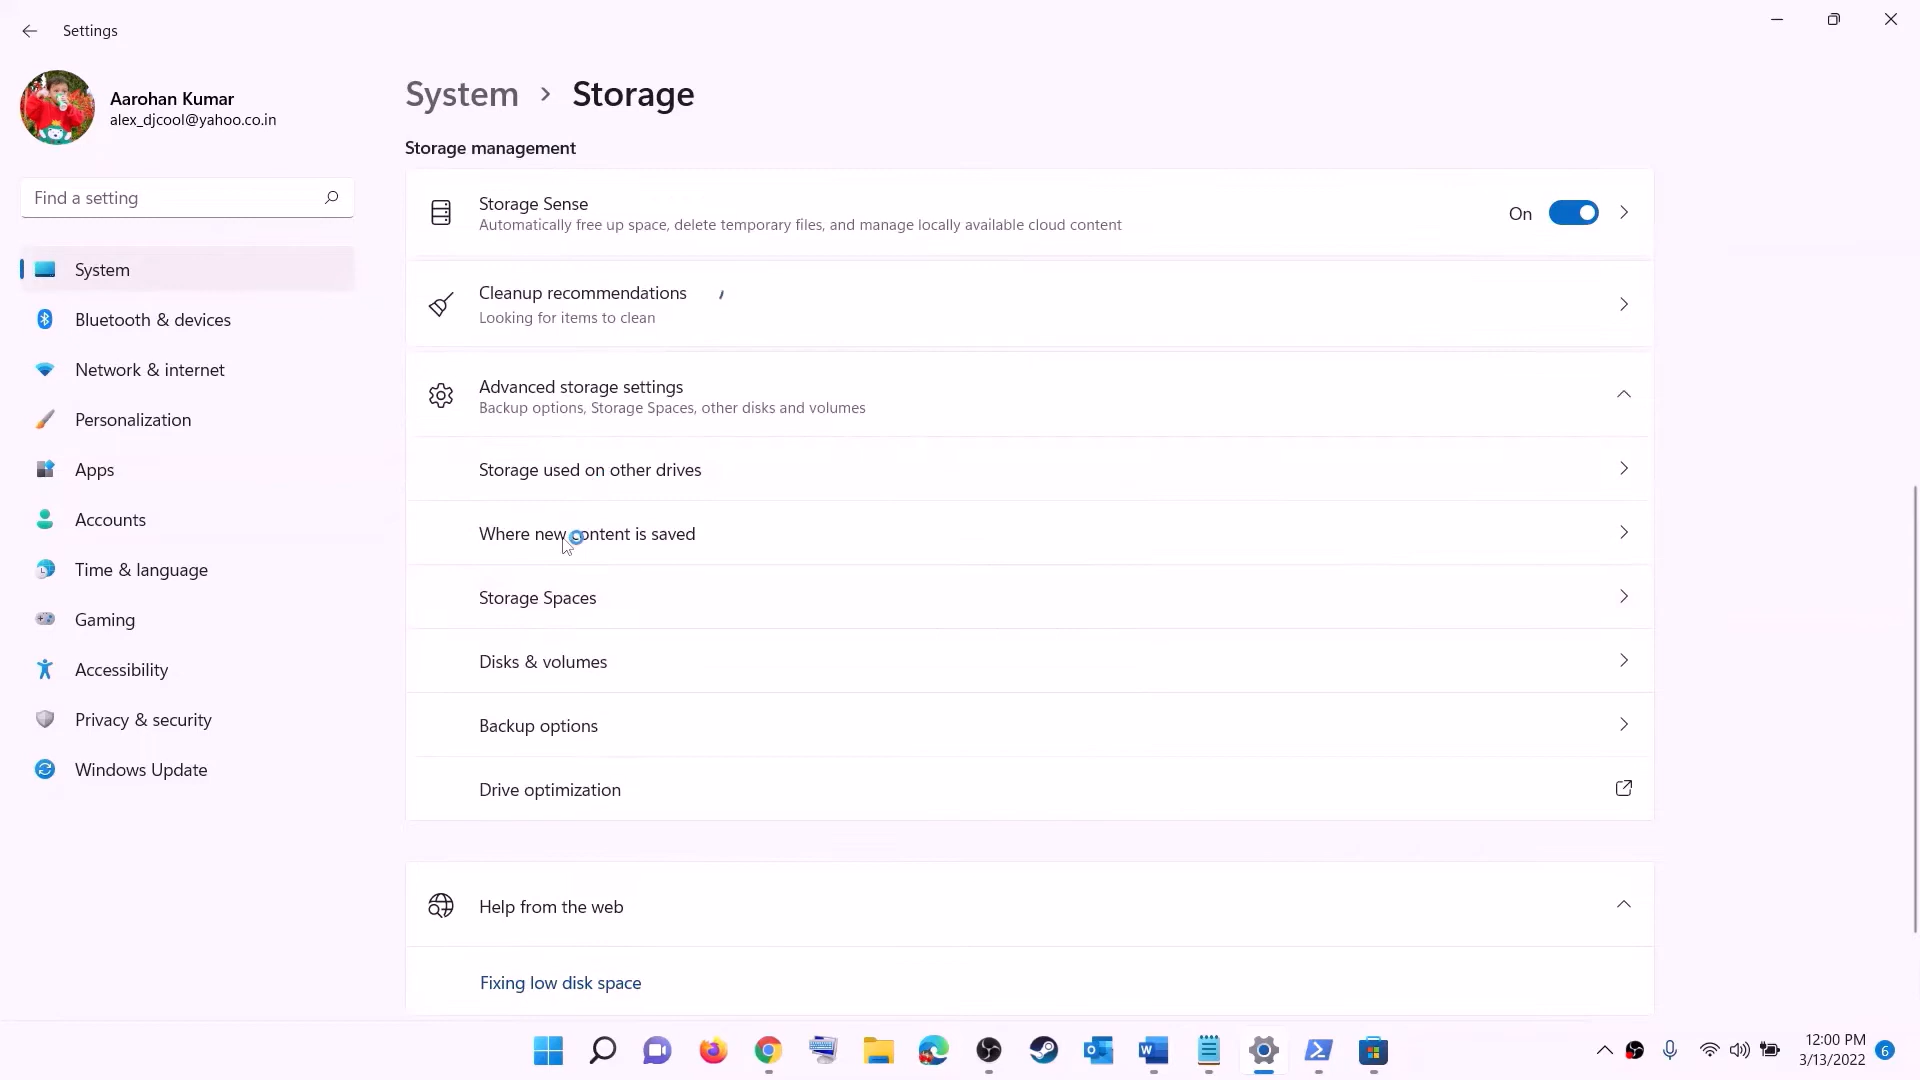 Settings
Aarohan Kumar
alex_djcool@yahoo.co.in
Find a setting
System
Bluetooth & devices
Network & internet
Personalization
Apps
Accounts
Time & language
Gaming
Accessibility
Privacy & security
Windows Update
System > Storage
Storage management
Storage Sense
Automatically free up space, delete temporary files, and manage locally available cloud content
On
Cleanup recommendations
Looking for items to clean
Advanced storage settings
Backup options, Storage Spaces, other disks and volumes
Storage used on other drives
Where new content is saved
Storage Spaces
Disks & volumes
Backup options
Drive optimization
Help from the web
Fixing low disk space
12:00 PM
3/13/2022
6